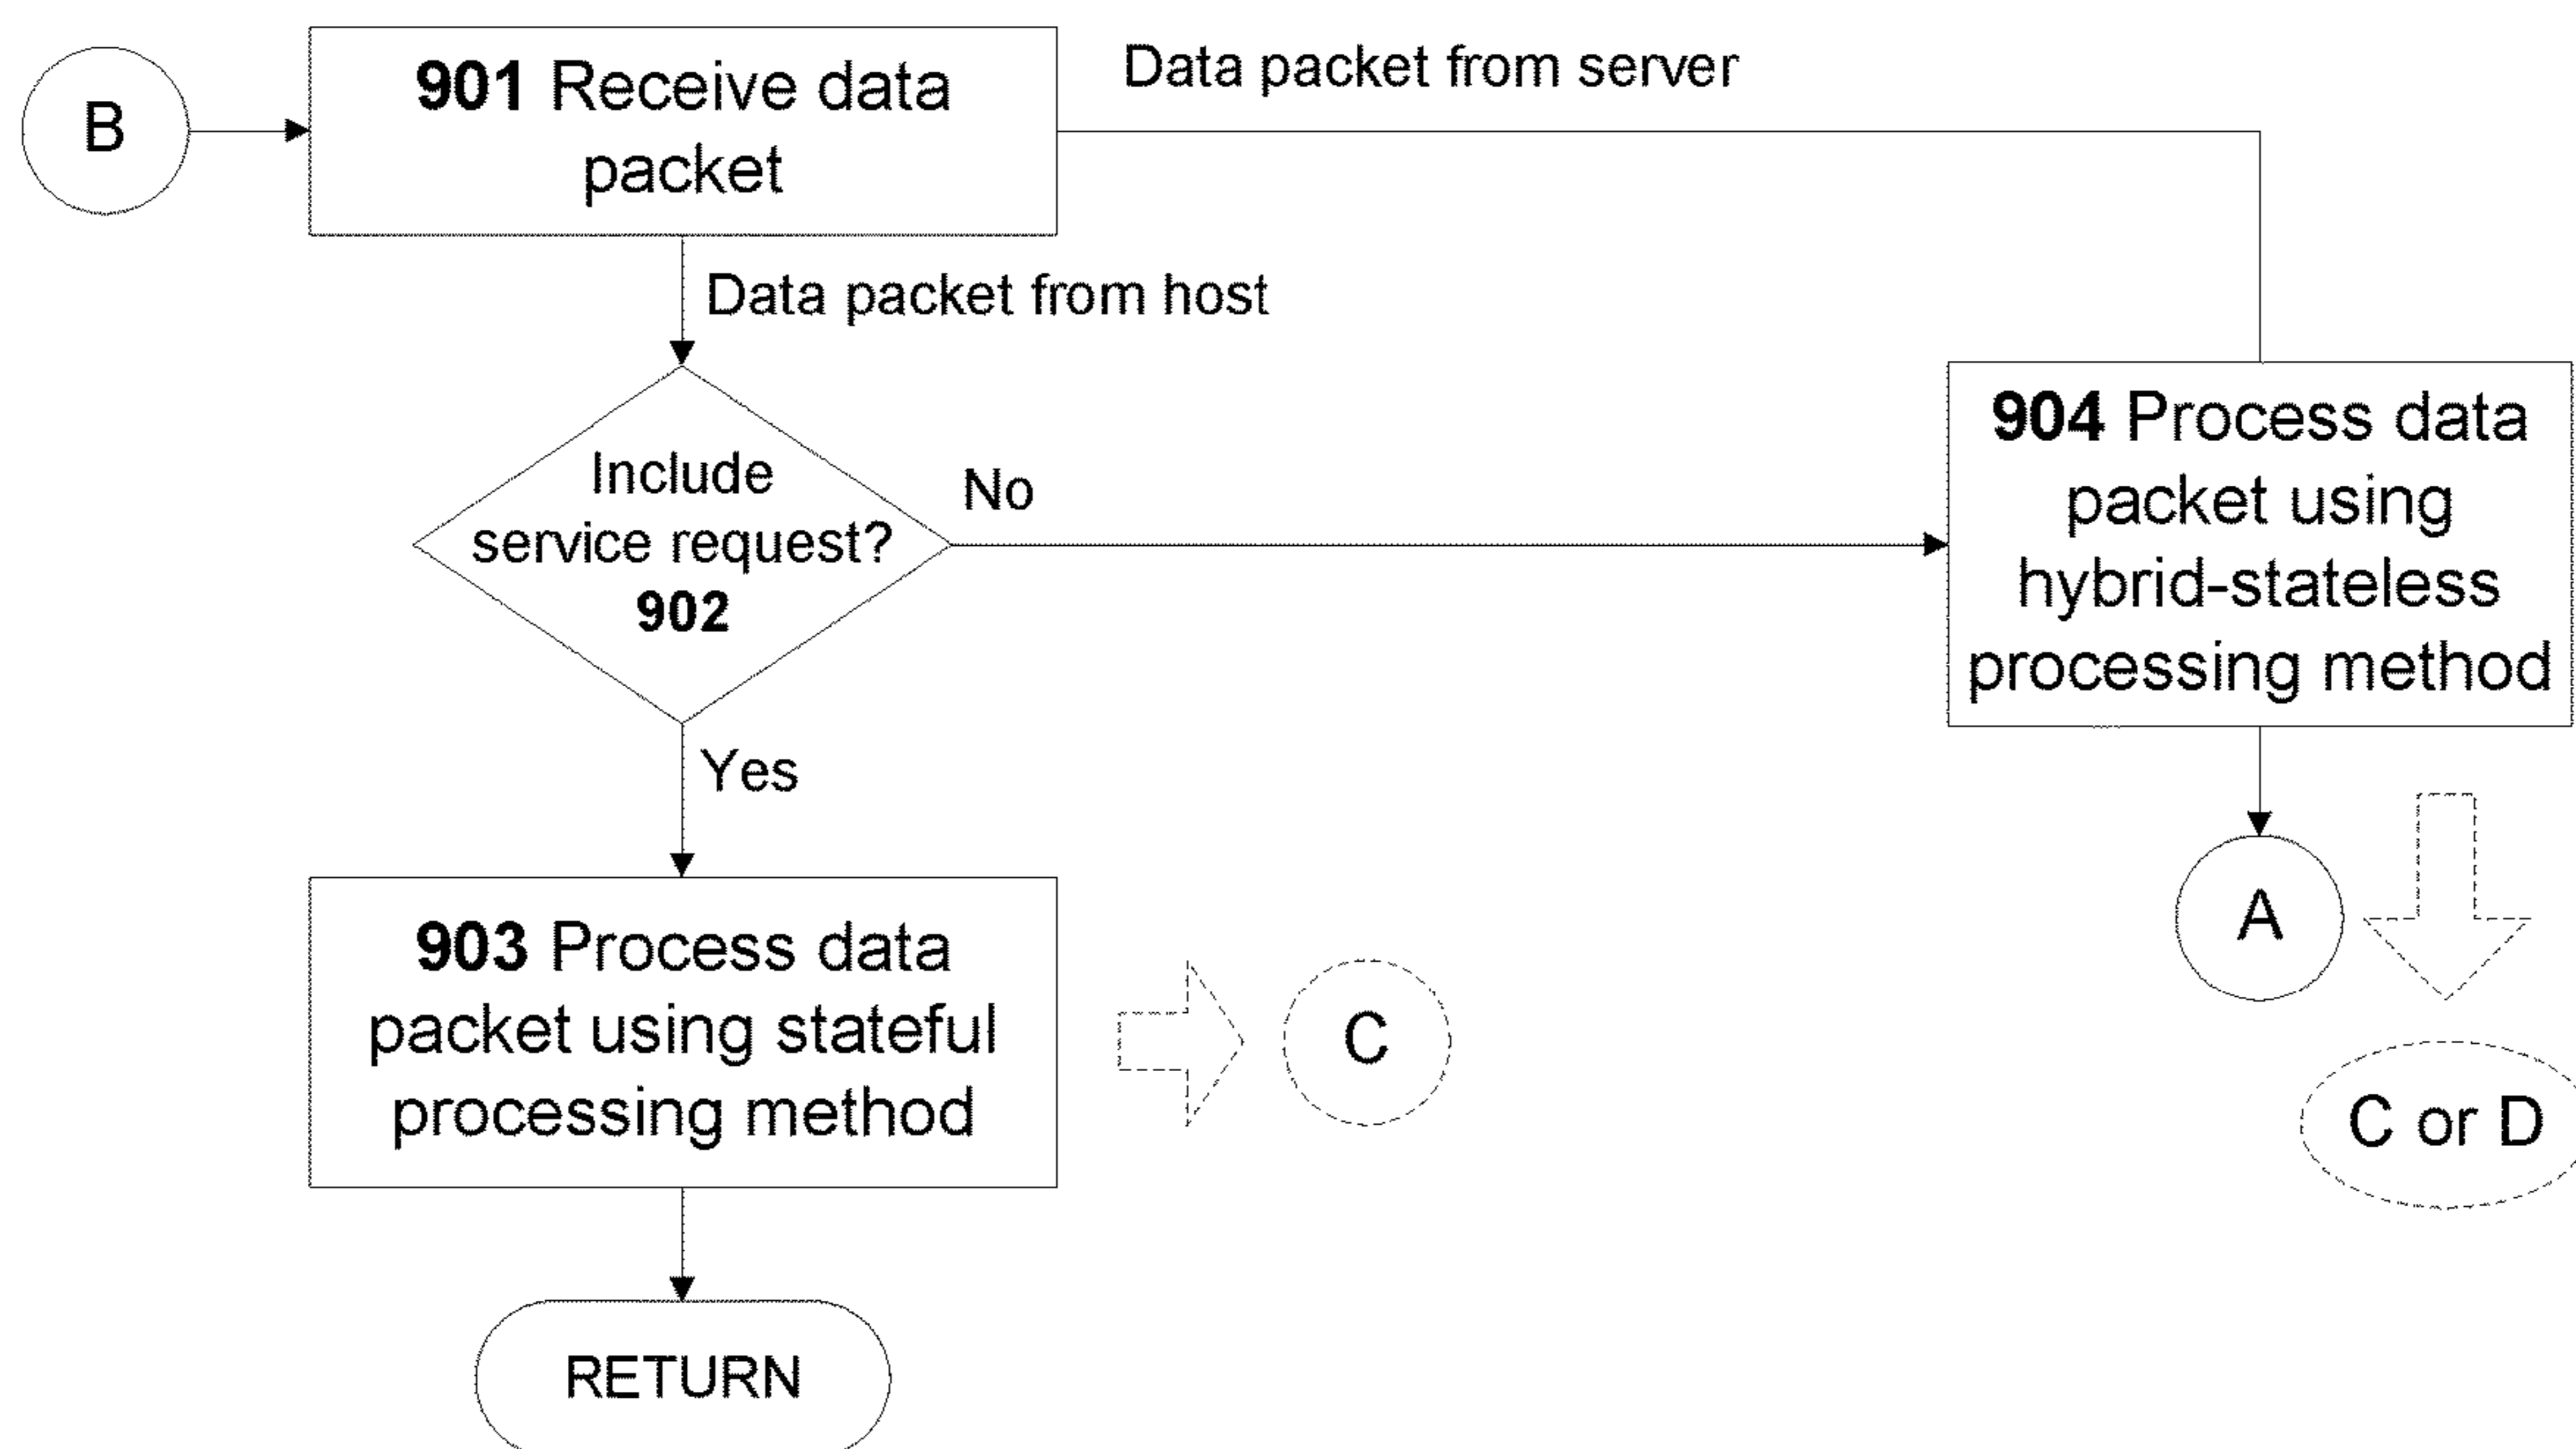 B
901 Receive data
packet
Data packet from server
Data packet from host
Include
service request?
902
No
904 Process data
packet using
hybrid-stateless
processing method
Yes
903 Process data
packet using stateful
processing method
C
A
C or D
RETURN